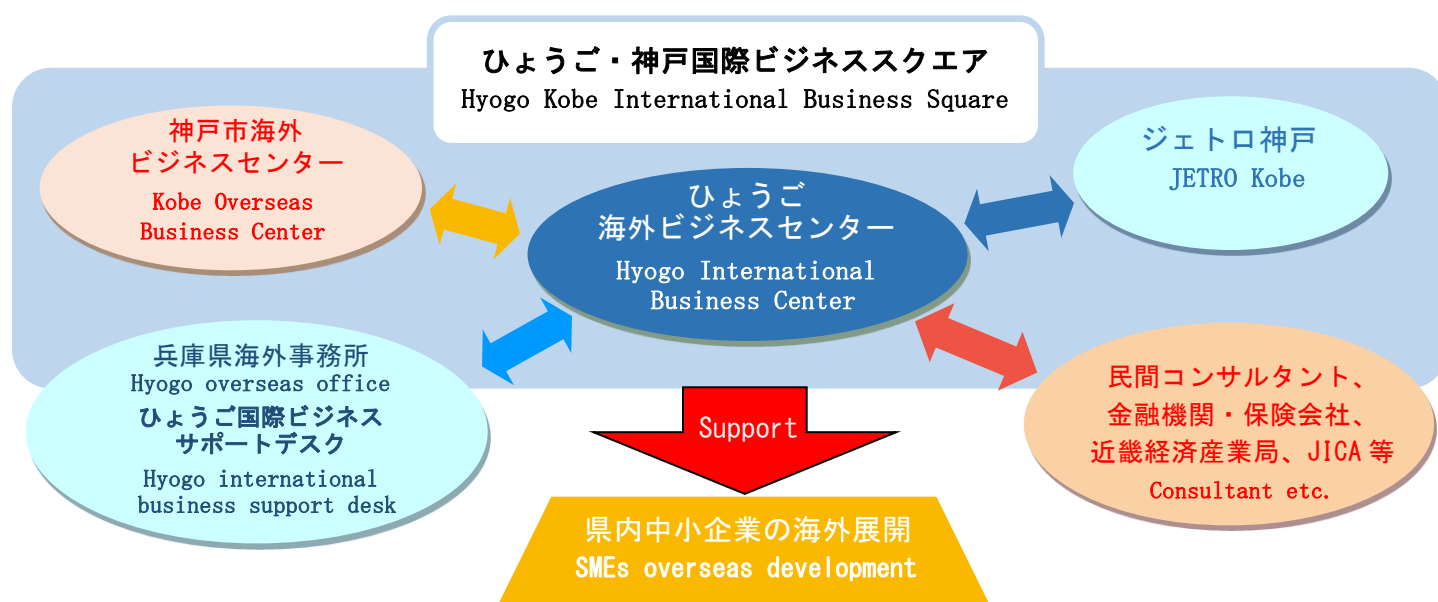 ひょうご・神戸国際ビジネススクエア
Hyogo Kobe International Business Square
神戸市海外
ビジネスセンター
Kobe Overseas
Business Center
ひょうご
海外ビジネスセンター
Hyogo International
Business Center
ジェトロ神戸
JETRO Kobe
兵庫県海外事務所
Hyogo overseas office
ひょうご国際ビジネス
サポートデスク
Hyogo international
business support desk
民間コンサルタント、
金融機関・保険会社、
近畿経済産業局、JICA 等
Consultant etc.
Support
県内中小企業の海外展開
SMEs overseas development